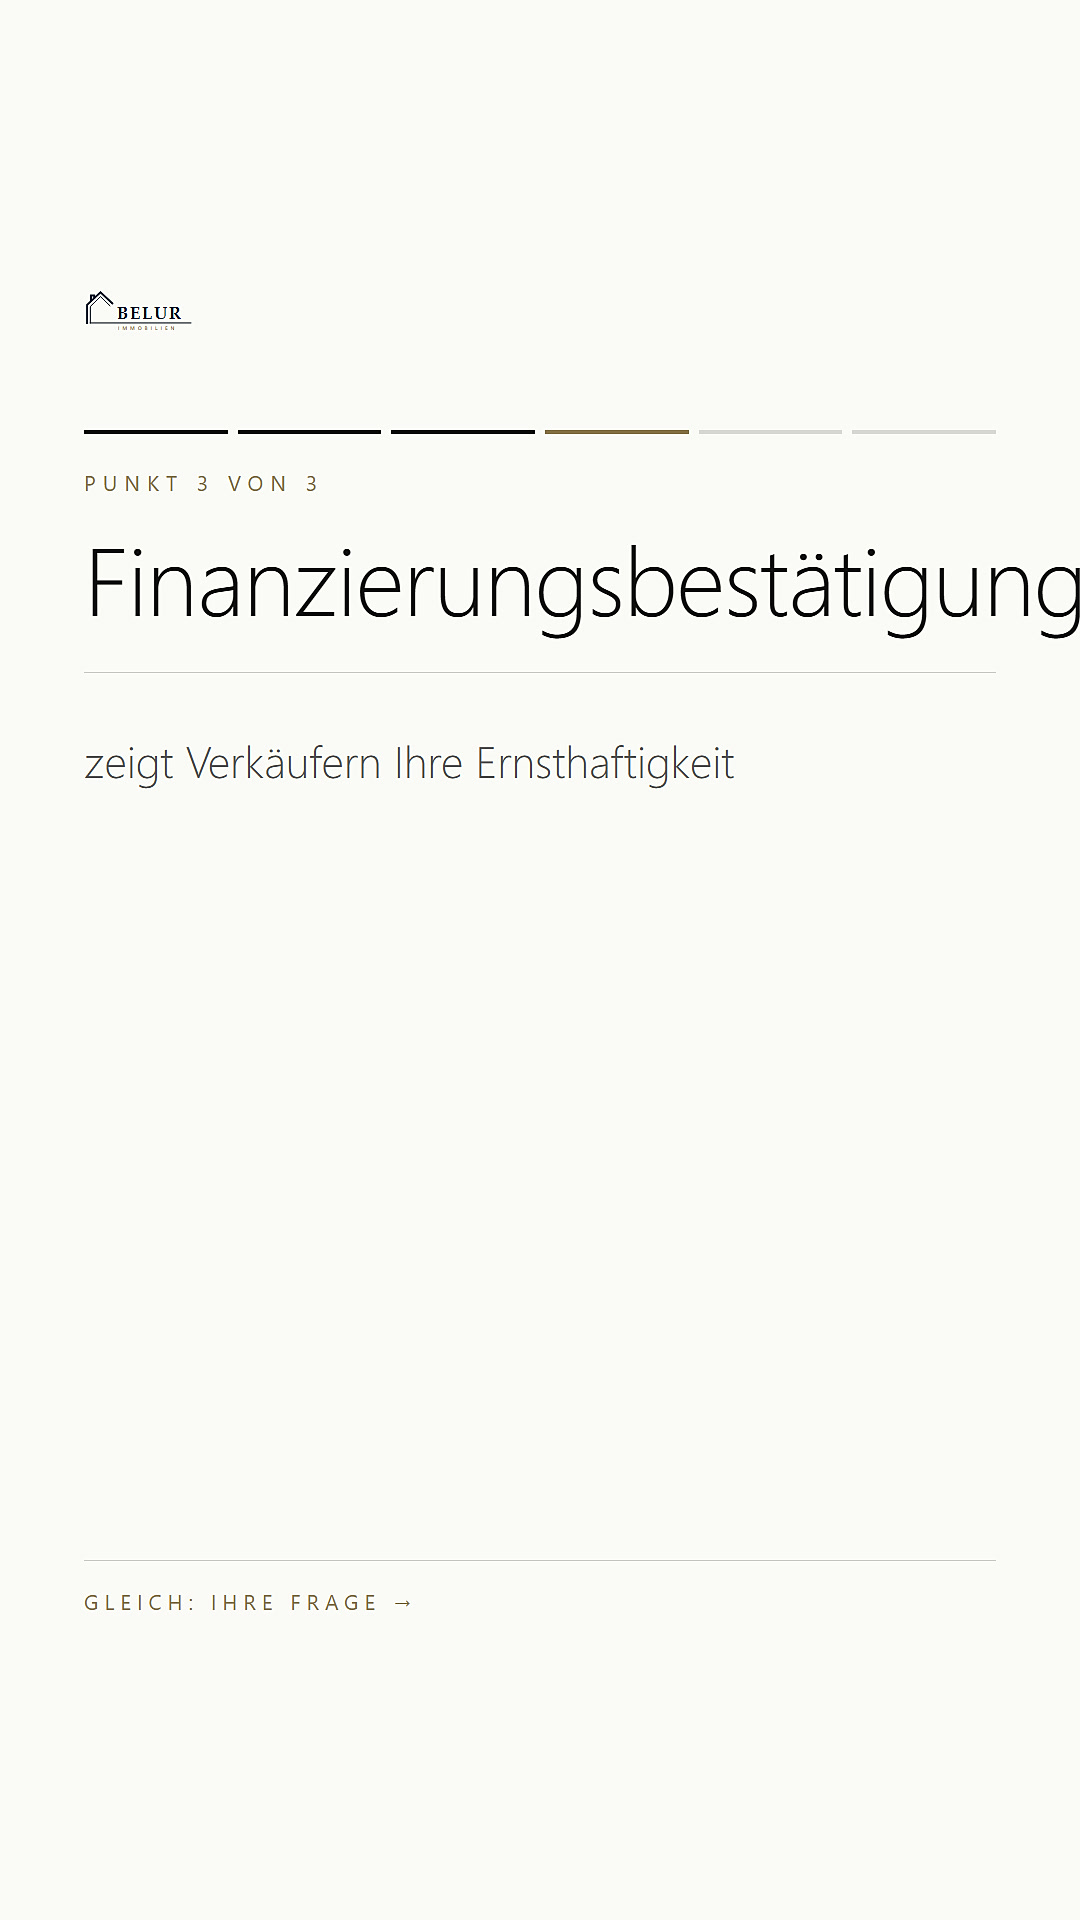 BELUR
IMMOBILIEN
PUNKT 3 VON 3
Finanzierungsbestätigung
zeigt Verkäufern Ihre Ernsthaftigkeit
GLEICH: IHRE FRAGE →